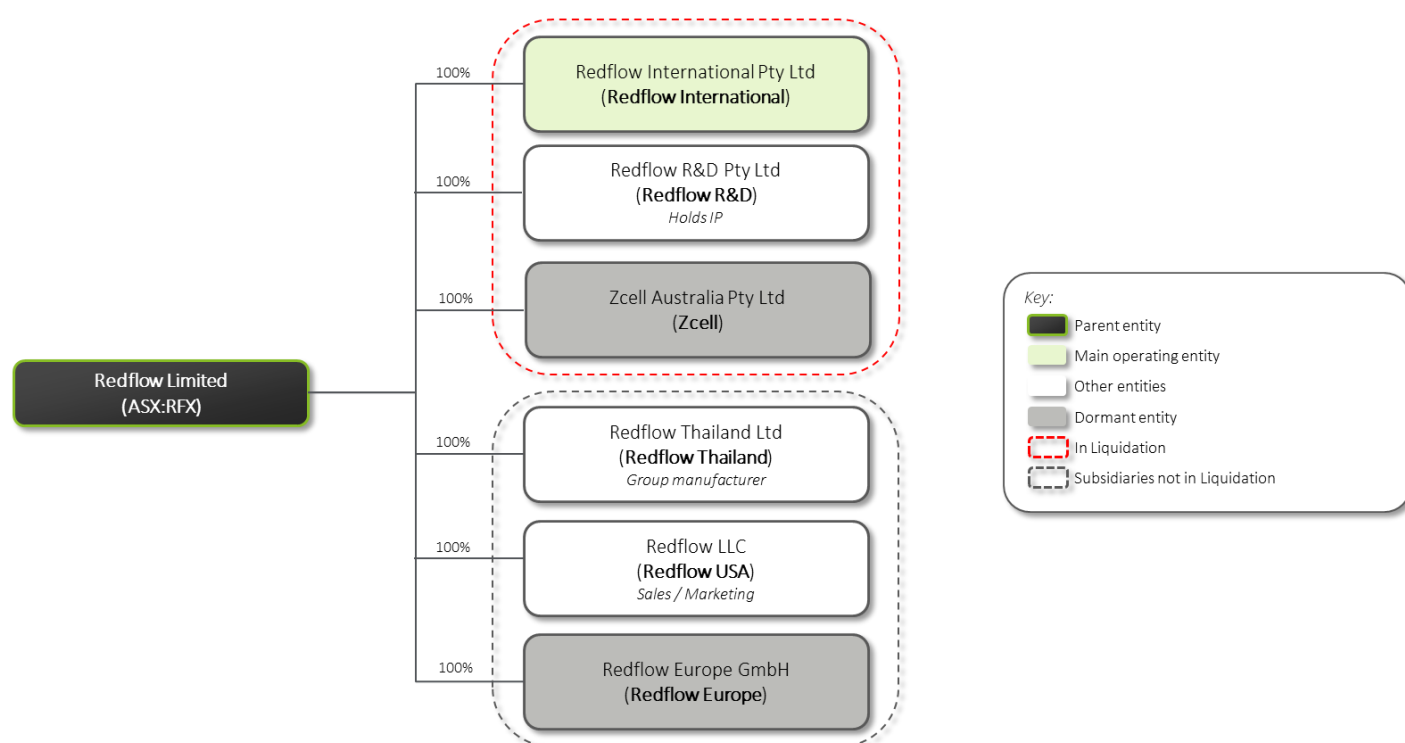 100%
Redflow International Pty Ltd
(Redflow International)
100%
Redflow R&D Pty Ltd
(Redflow R&D)
Holds IP
100%
Zcell Australia Pty Ltd
(Zcell)
Redflow Limited
(ASX:RFX)
100%
Redflow Thailand Ltd
(Redflow Thailand)
Group manufacturer
100%
Redflow LLC
(Redflow USA)
Sales / Marketing
100%
Redflow Europe GmbH
(Redflow Europe)
Key:
Parent entity
Main operating entity
Other entities
Dormant entity
In Liquidation
Subsidiaries not in Liquidation